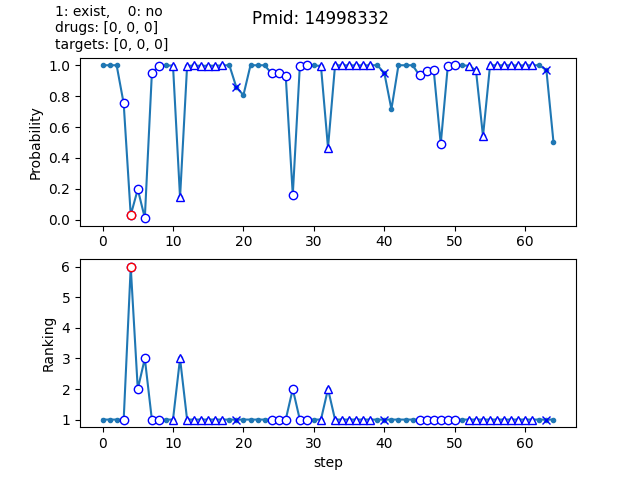 1: exist,    0: no
drugs: [0, 0, 0]
targets: [0, 0, 0]
Pmid: 14998332
1.0
0.8
0.6
0.4
0.2
0.0
Probability
0 10 20 30 40 50 60
6
5
4
3
2
1
Ranking
0 10 20 30 40 50 60
step